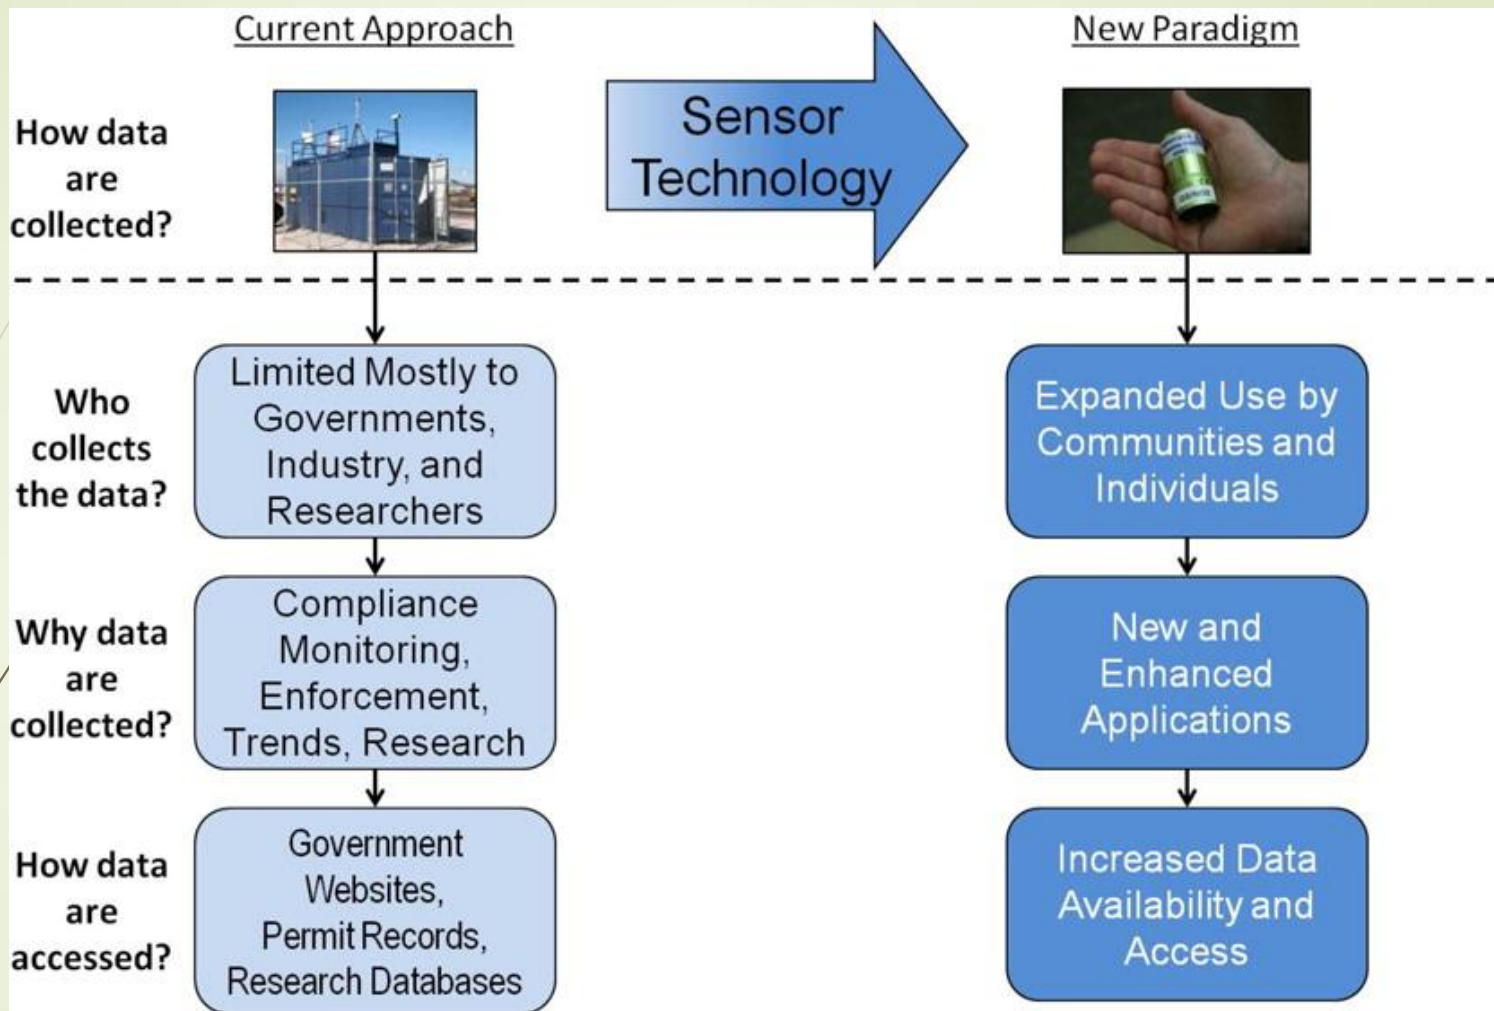 Current Approach
New Paradigm
How data
are
collected?
Sensor
Technology
Who
collects
the data?
Limited Mostly to
Governments,
Industry, and
Researchers
Expanded Use by
Communities and
Individuals
Why data
are
collected?
Compliance
Monitoring,
Enforcement,
Trends, Research
New and
Enhanced
Applications
How data
are
accessed?
Government
Websites,
Permit Records,
Research Databases
Increased Data
Availability and
Access